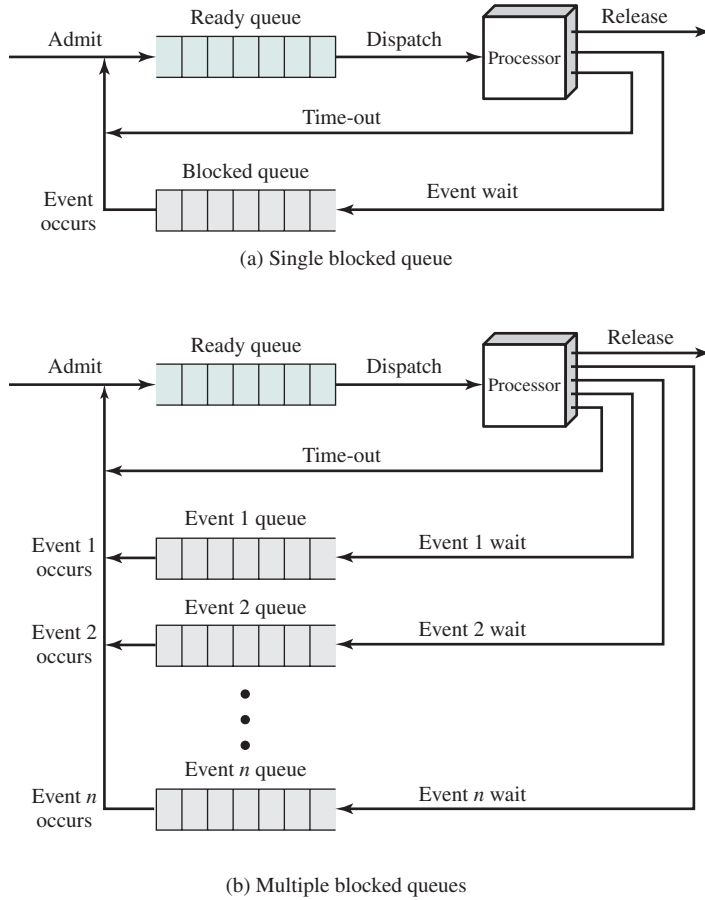 Ready queue
Release
Admit
Dispatch
Processor
Time-out
Blocked queue
Event
occurs
Event wait
(a) Single blocked queue
Ready queue
Release
Admit
Dispatch
Processor
Time-out
Event 1 queue
Event 1
occurs
Event 1 wait
Event 2 queue
Event 2
occurs
Event 2 wait
Event n queue
Event n
occurs
Event n wait
(b) Multiple blocked queues